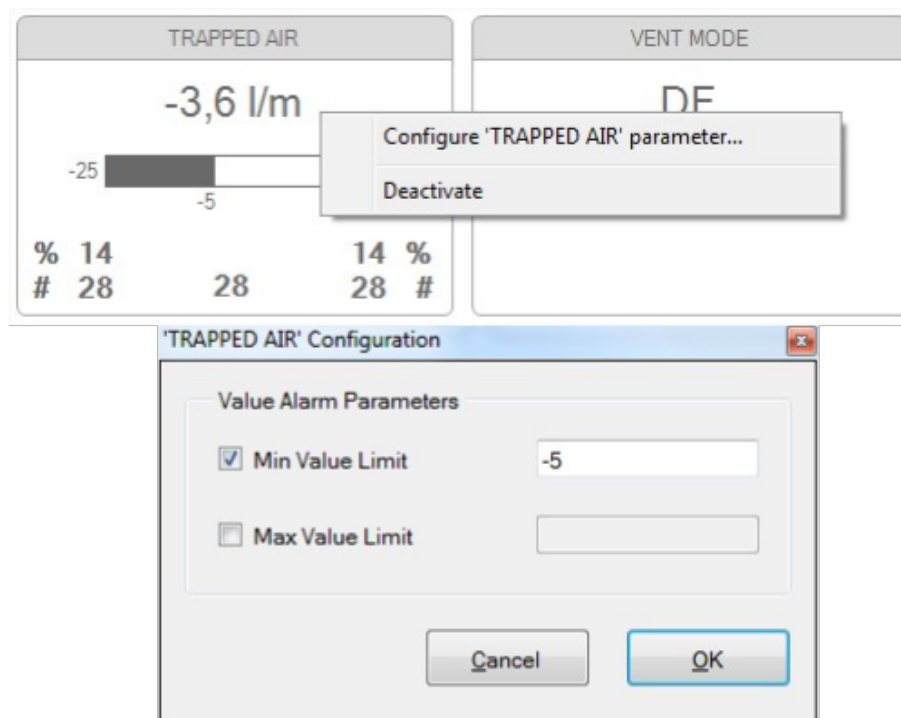 TRAPPED AIR
-3,6 l/m
-25
-5
% 14 14 %
# 28 28 28 #
VENT MODE
Configure 'TRAPPED AIR' parameter...
Deactivate
'TRAPPED AIR' Configuration
Value Alarm Parameters
Min Value Limit -5
Max Value Limit
Cancel OK